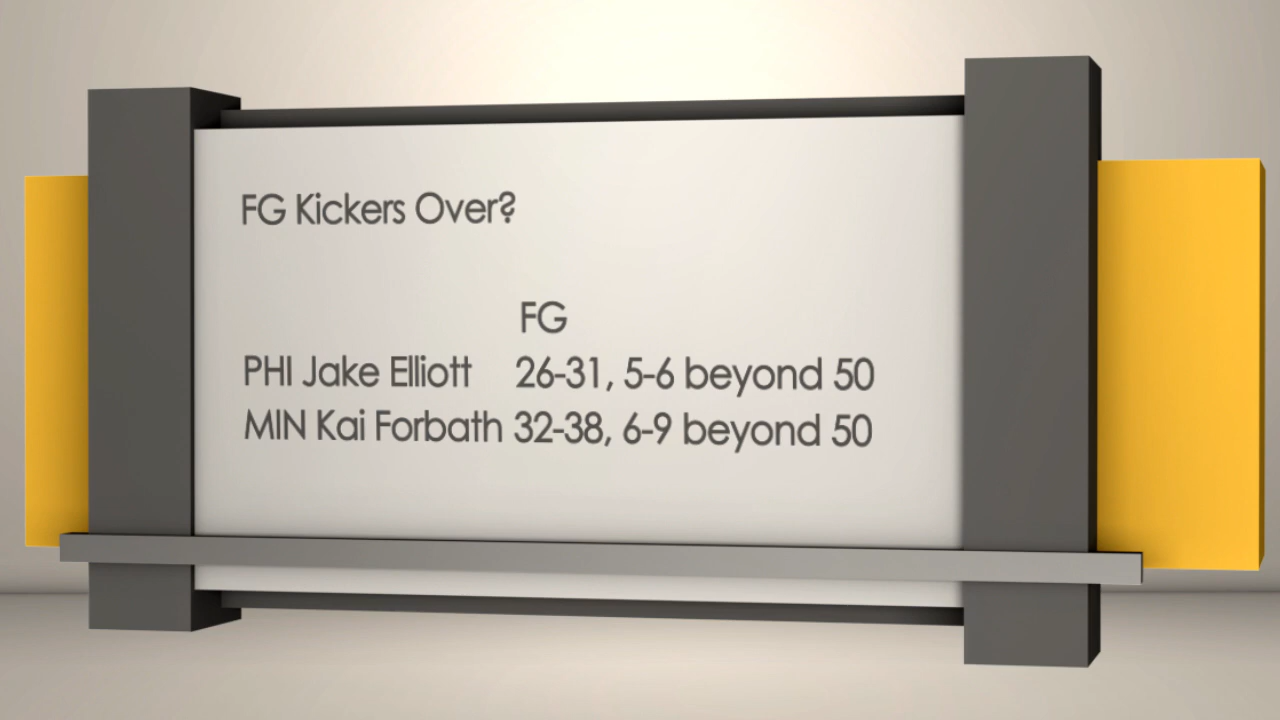 FG Kickers Over?
FG
PHI Jake Elliott 26-31, 5-6 beyond 50
MIN Kai Forbath 32-38, 6-9 beyond 50